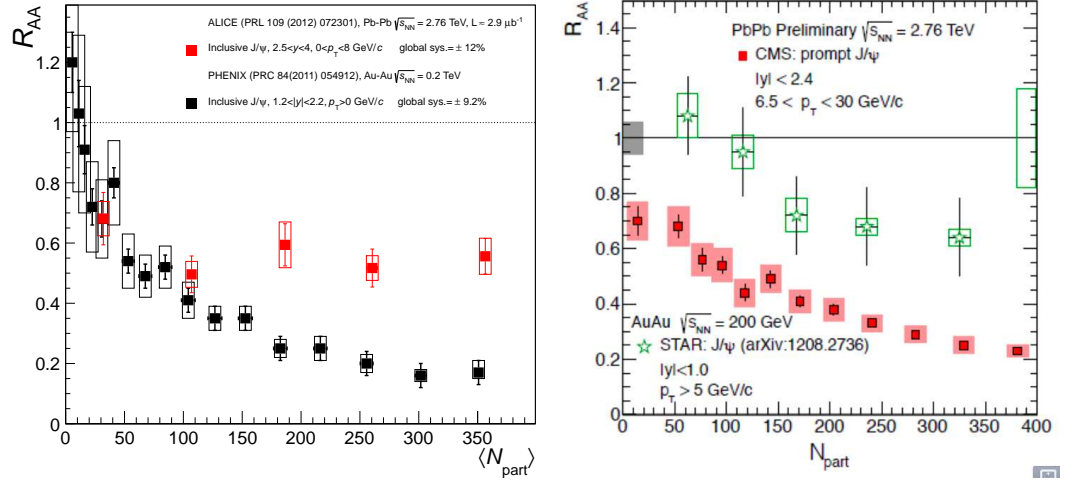 R_AA
ALICE (PRL 109 (2012) 072301), Pb-Pb √s_NN = 2.76 TeV, L ≈ 2.9 μb⁻¹
Inclusive J/ψ, 2.5<y<4, 0<p_T<8 GeV/c global sys.= ± 12%
PHENIX (PRC 84(2011) 054912), Au-Au √s_NN = 0.2 TeV
Inclusive J/ψ, 1.2<|y|<2.2, p_T>0 GeV/c global sys.= ± 9.2%
1.2
1
0.8
0.6
0.4
0.2
0
0 50 100 150 200 250 300 350
⟨N_part⟩
R_AA
PbPb Preliminary √s_NN = 2.76 TeV
CMS: prompt J/ψ
|y| < 2.4
6.5 < p_T < 30 GeV/c
1.4
1.2
1
0.8
0.6
0.4
0.2
0
AuAu √s_NN = 200 GeV
STAR: J/ψ (arXiv:1208.2736)
|y|<1.0
p_T > 5 GeV/c
0 50 100 150 200 250 300 350 400
N_part